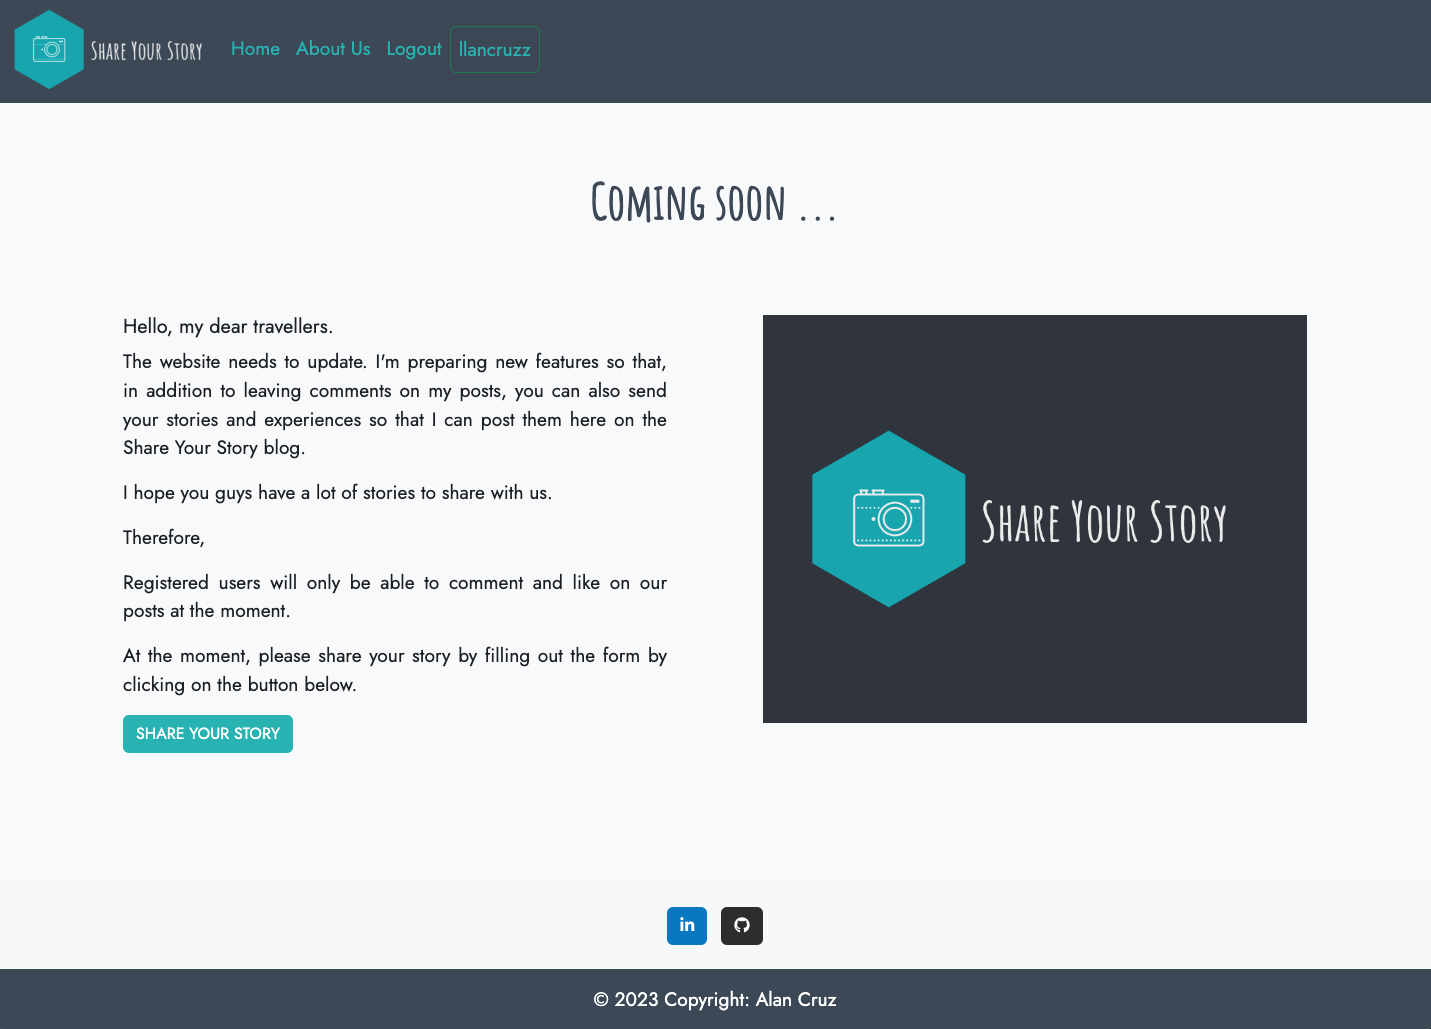 Share Your Story
Home About Us Logout llancruzz
Coming soon ...
Hello, my dear travellers.
The website needs to update. I'm preparing new features so that,
in addition to leaving comments on my posts, you can also send
your stories and experiences so that I can post them here on the
Share Your Story blog.
I hope you guys have a lot of stories to share with us.
Therefore,
Registered users will only be able to comment and like on our
posts at the moment.
At the moment, please share your story by filling out the form by
clicking on the button below.
SHARE YOUR STORY
Share Your Story
in
© 2023 Copyright: Alan Cruz